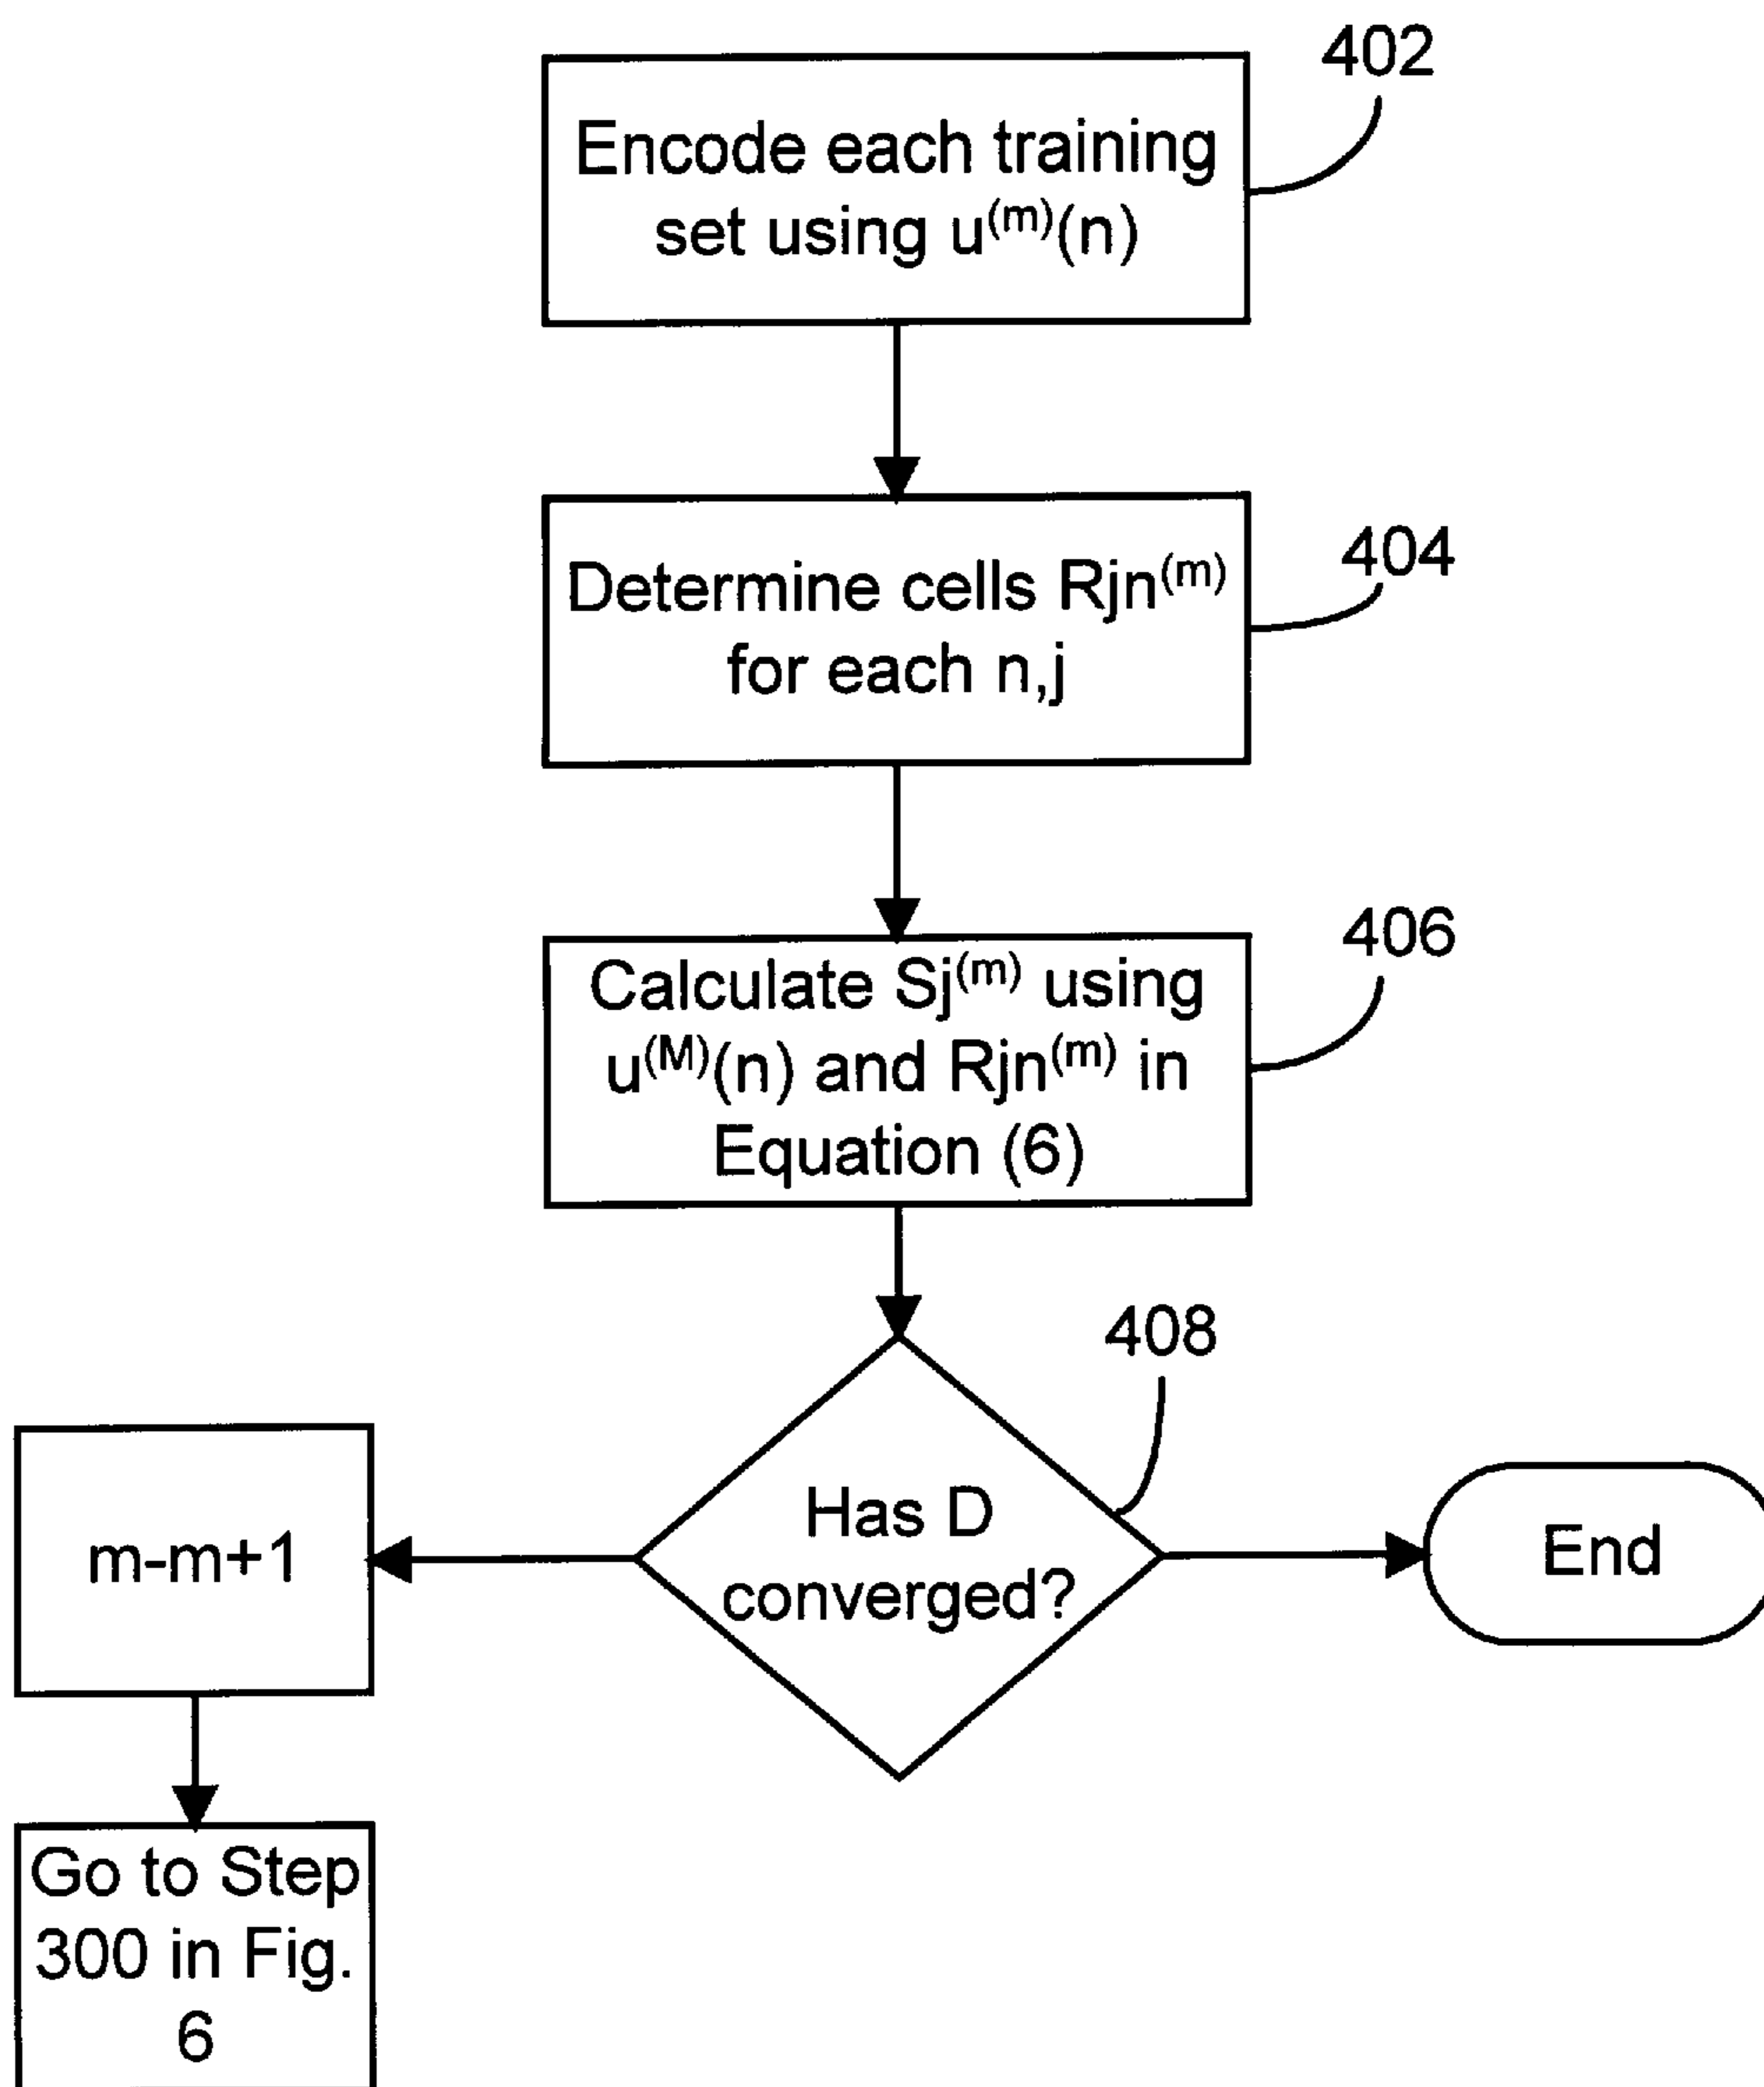 402
Encode each training
set using u⁽ᵐ⁾(n)
404
Determine cells Rjn⁽ᵐ⁾
for each n,j
406
Calculate Sj⁽ᵐ⁾ using
u⁽ᴹ⁾(n) and Rjn⁽ᵐ⁾ in
Equation (6)
408
Has D
converged?
m-m+1
End
Go to Step
300 in Fig.
6